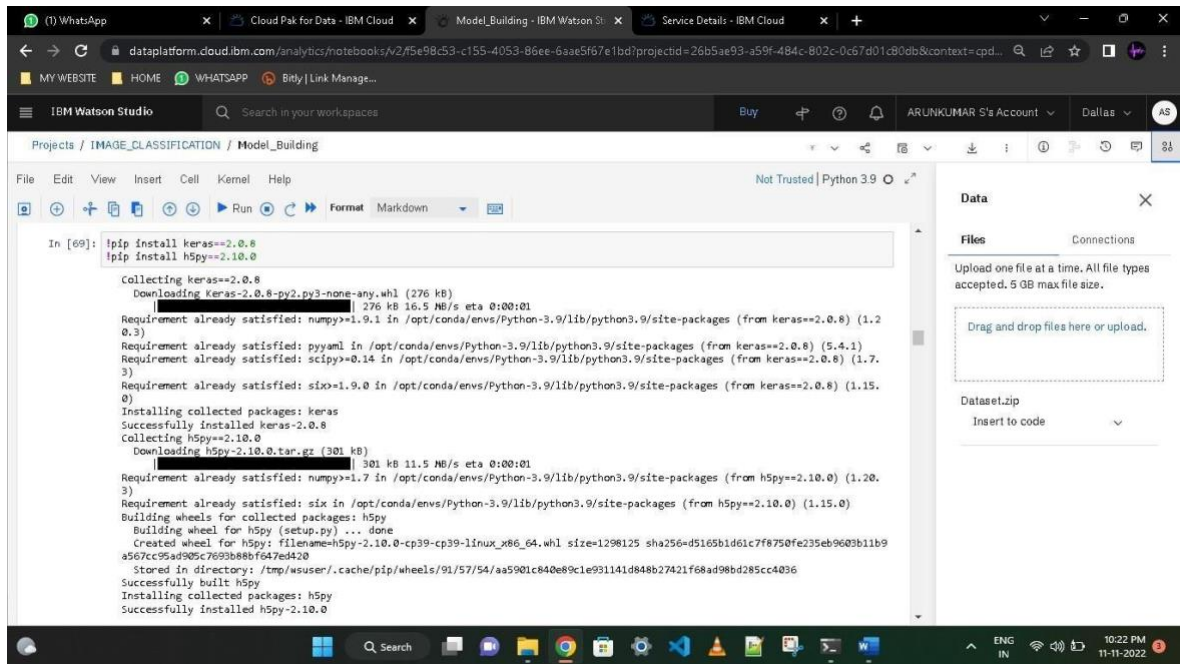 (1) WhatsApp
Cloud Pak for Data - IBM Cloud
Model_Building - IBM Watson St
Service Details - IBM Cloud
dataplatform.cloud.ibm.com/analytics/notebooks/v2/f5e98c53-c155-4053-86ee-6aae5f67e1bd?projectid=26b5ae93-a59f-484c-802c-0c67d01c80db&context=cpd...
MY WEBSITE HOME WHATSAPP Bitly | Link Manage...
IBM Watson Studio
Search in your workspaces
Buy
ARUNKUMAR S's Account
Dallas
AS
Projects / IMAGE_CLASSIFICATION / Model_Building
File Edit View Insert Cell Kernel Help
Not Trusted | Python 3.9
Run Format Markdown
In [69]: !pip install keras==2.0.8
!pip install h5py==2.10.0
Collecting keras==2.0.8
Downloading Keras-2.0.8-py2.py3-none-any.whl (276 kB)
| 276 kB 16.5 MB/s eta 0:00:01
Requirement already satisfied: numpy>=1.9.1 in /opt/conda/envs/Python-3.9/lib/python3.9/site-packages (from keras==2.0.8) (1.2
0.3)
Requirement already satisfied: pyyaml in /opt/conda/envs/Python-3.9/lib/python3.9/site-packages (from keras==2.0.8) (5.4.1)
Requirement already satisfied: scipy>=0.14 in /opt/conda/envs/Python-3.9/lib/python3.9/site-packages (from keras==2.0.8) (1.7.
3)
Requirement already satisfied: six>=1.9.0 in /opt/conda/envs/Python-3.9/lib/python3.9/site-packages (from keras==2.0.8) (1.15.
0)
Installing collected packages: keras
Successfully installed keras-2.0.8
Collecting h5py==2.10.0
Downloading h5py-2.10.0.tar.gz (301 kB)
| 301 kB 11.5 MB/s eta 0:00:01
Requirement already satisfied: numpy>=1.7 in /opt/conda/envs/Python-3.9/lib/python3.9/site-packages (from h5py==2.10.0) (1.20.
3)
Requirement already satisfied: six in /opt/conda/envs/Python-3.9/lib/python3.9/site-packages (from h5py==2.10.0) (1.15.0)
Building wheels for collected packages: h5py
Building wheel for h5py (setup.py) ... done
Created wheel for h5py: filename=h5py-2.10.0-cp39-cp39-linux_x86_64.whl size=1298125 sha256=d5165b1d61c7f8750fe235eb9603b11b9
a567cc95ad905c7693b88bf647ed420
Stored in directory: /tmp/wsuser/.cache/pip/wheels/91/57/54/aa5901c840e89c1e931141d848b27421f68ad98bd285cc4036
Successfully built h5py
Installing collected packages: h5py
Successfully installed h5py-2.10.0
Data
Files Connections
Upload one file at a time. All file types
accepted. 5 GB max file size.
Drag and drop files here or upload.
Dataset.zip
Insert to code
Search
ENG
IN
10:22 PM
11-11-2022
3